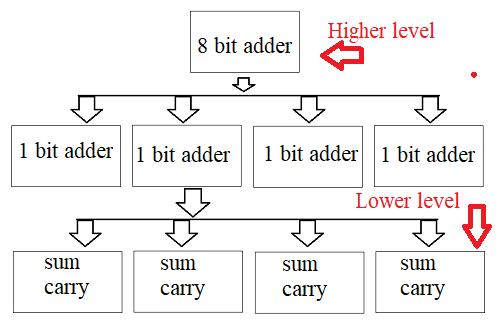 Higher level
8 bit adder
1 bit adder
1 bit adder
1 bit adder
1 bit adder
Lower level
sum
carry
sum
carry
sum
carry
sum
carry